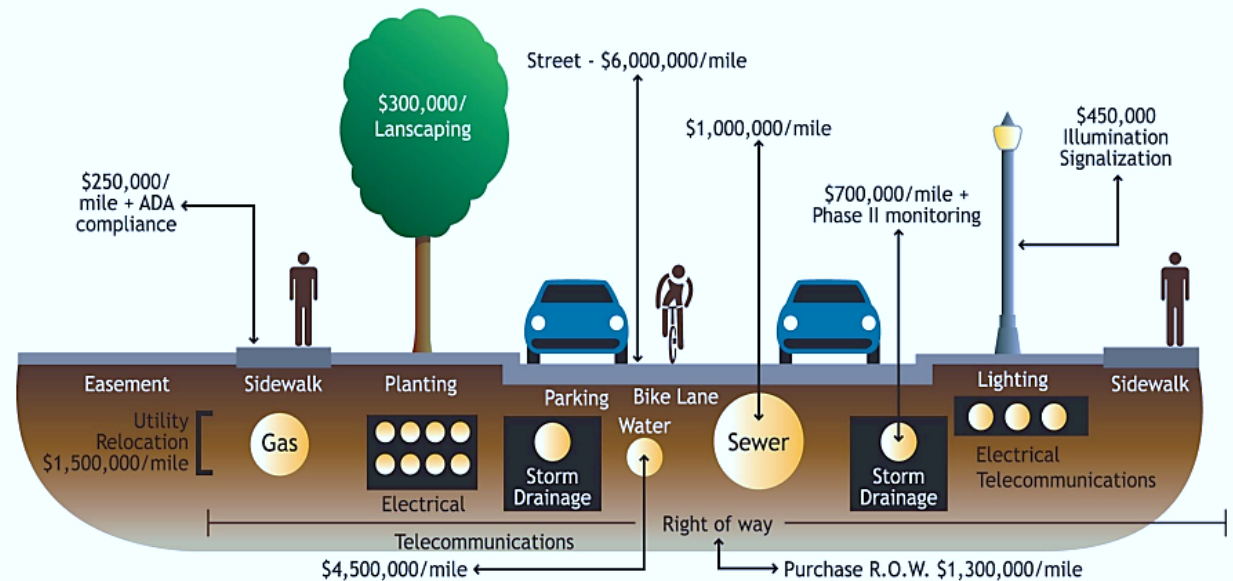 Street - $6,000,000/mile
$300,000/
Lanscaping
$1,000,000/mile
$450,000
Illumination
Signalization
$250,000/
mile + ADA
compliance
$700,000/mile +
Phase II monitoring
Easement
Sidewalk
Planting
Parking
Bike Lane
Lighting
Sidewalk
Utility
Relocation
$1,500,000/mile
Gas
Electrical
Storm
Drainage
Water
Sewer
Storm
Drainage
Electrical
Telecommunications
Right of way
Telecommunications
$4,500,000/mile
Purchase R.O.W. $1,300,000/mile